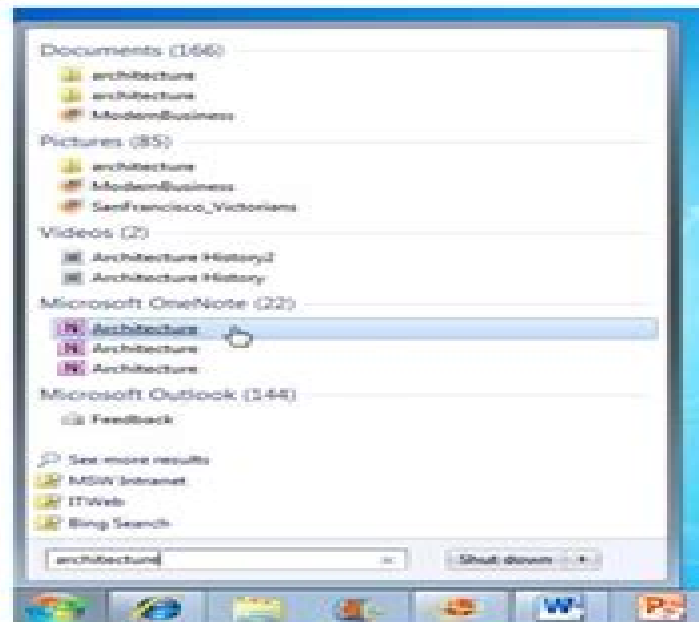 Documents (166)
architecture
architecture
ModernBusiness
Pictures (85)
architecture
ModernBusiness
SanFrancisco_Victorians
Videos (2)
Architecture History2
Architecture History
Microsoft OneNote (22)
Architecture
Architecture
Architecture
Microsoft Outlook (144)
Feedback
See more results
MSW Intranet
ITWeb
Bing Search
architecture
Shut down